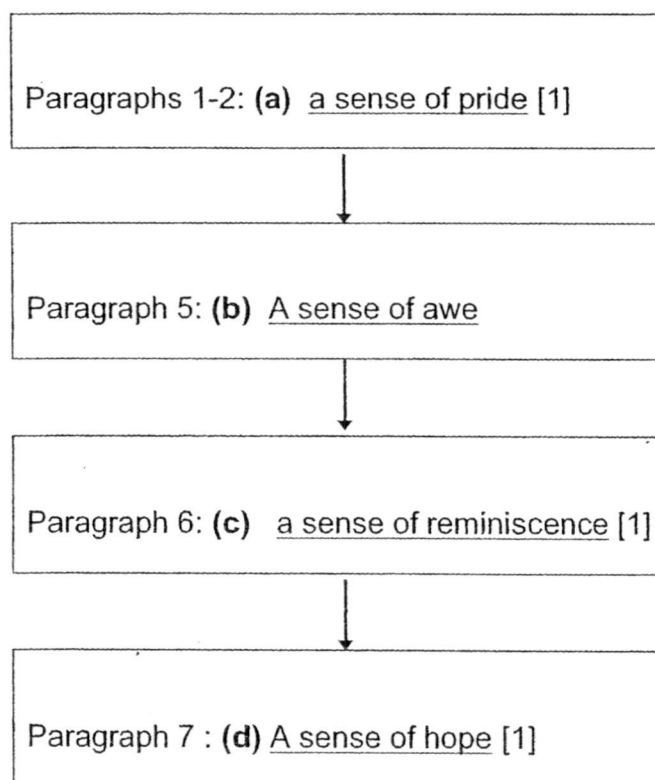 Paragraphs 1-2: (a) a sense of pride [1]
Paragraph 5: (b) A sense of awe
Paragraph 6: (c) a sense of reminiscence [1]
Paragraph 7 : (d) A sense of hope [1]